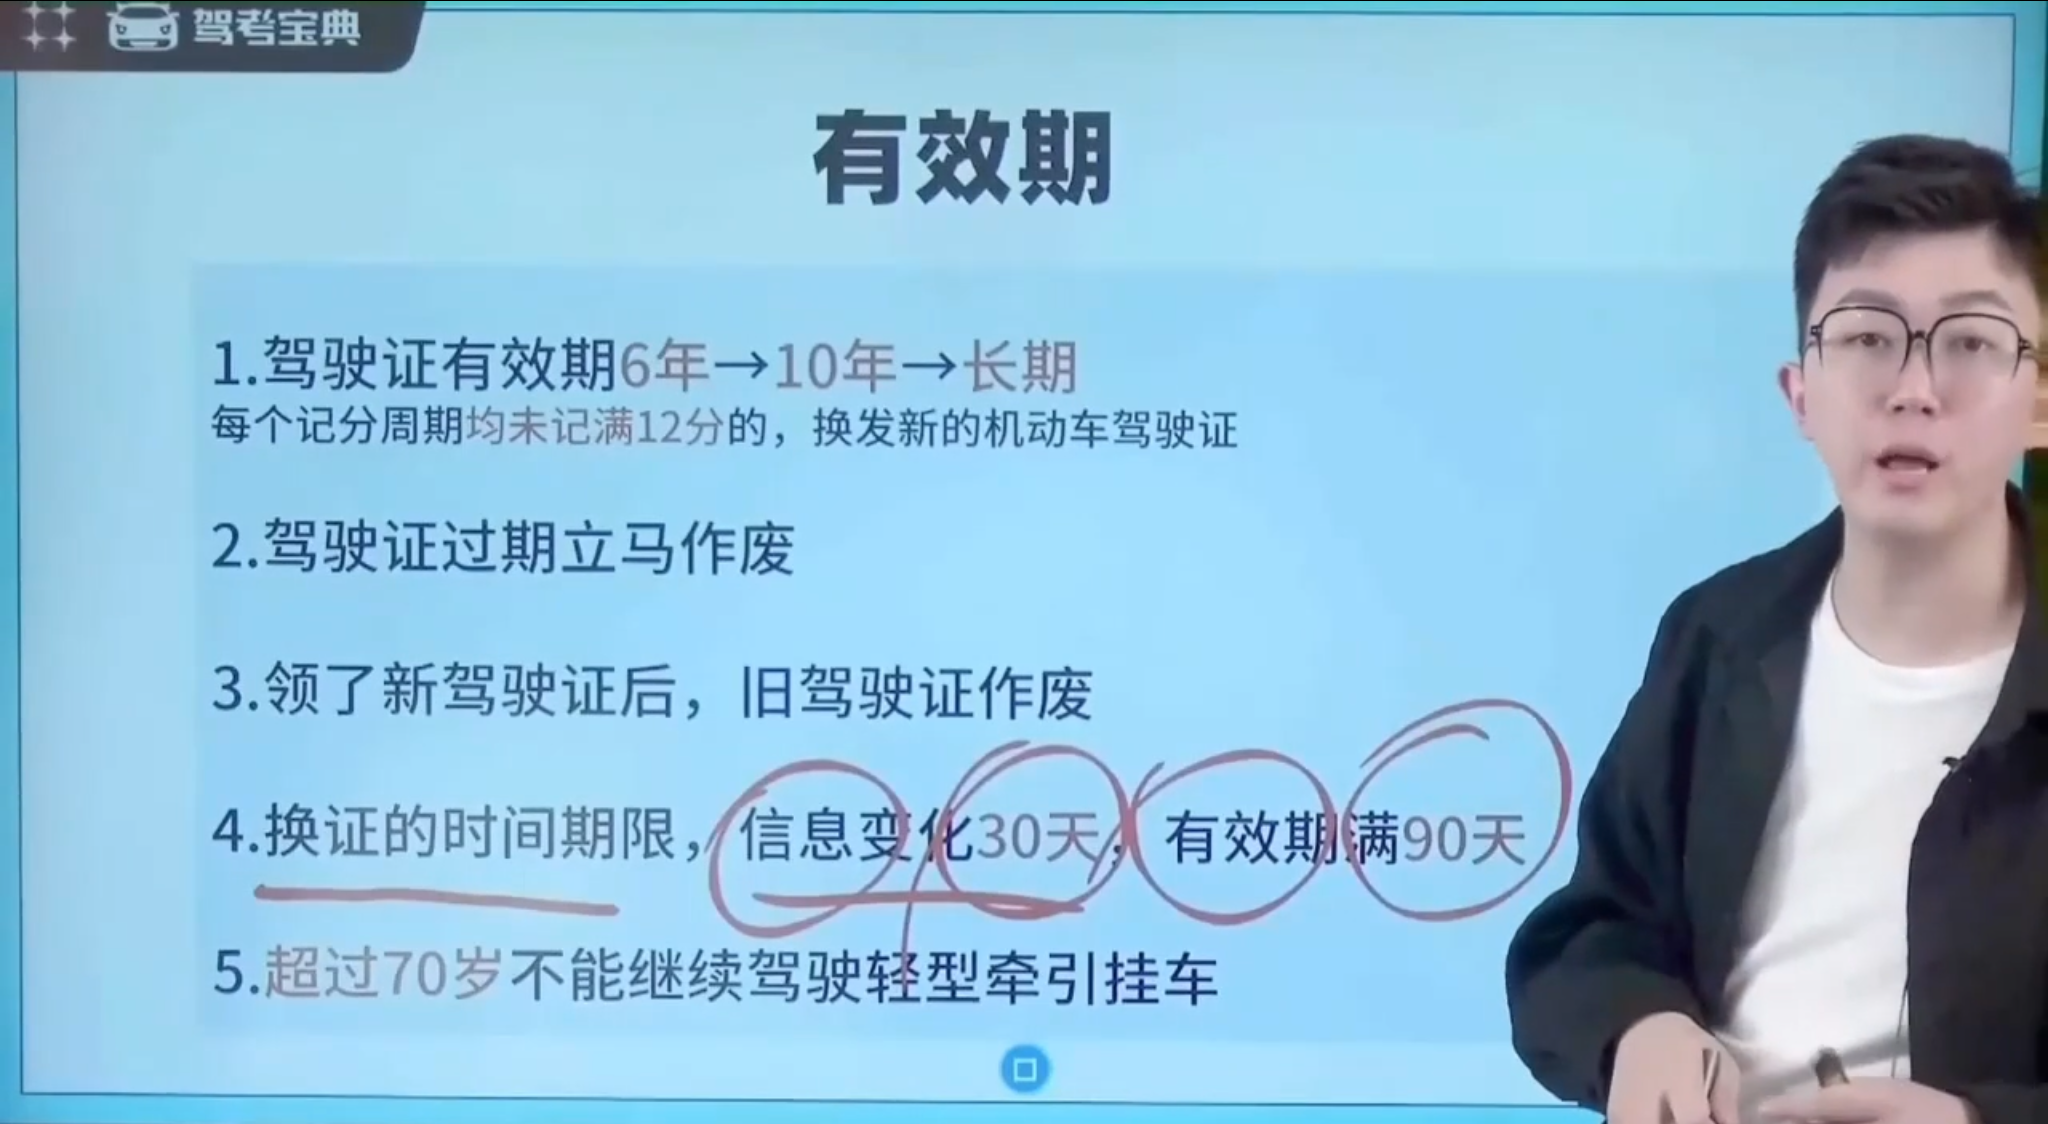 驾考宝典
有效期
1.驾驶证有效期6年→10年→长期
每个记分周期均未记满12分的，换发新的机动车驾驶证
2.驾驶证过期立马作废
3.领了新驾驶证后，旧驾驶证作废
4.换证的时间期限，信息变化30天，有效期满90天
5.超过70岁不能继续驾驶轻型牵引挂车